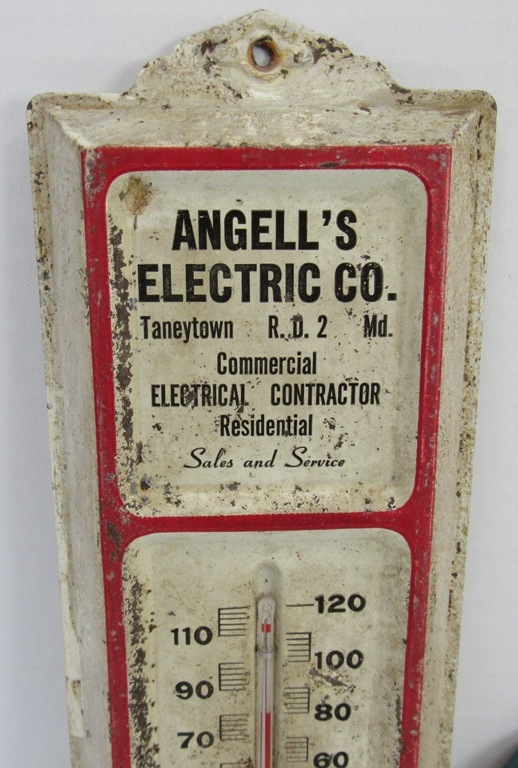 ANGELL'S
ELECTRIC CO.
Taneytown R.D. 2 Md.
Commercial
ELECTRICAL CONTRACTOR
Residential
Sales and Service
120
110
100
90
80
70
60